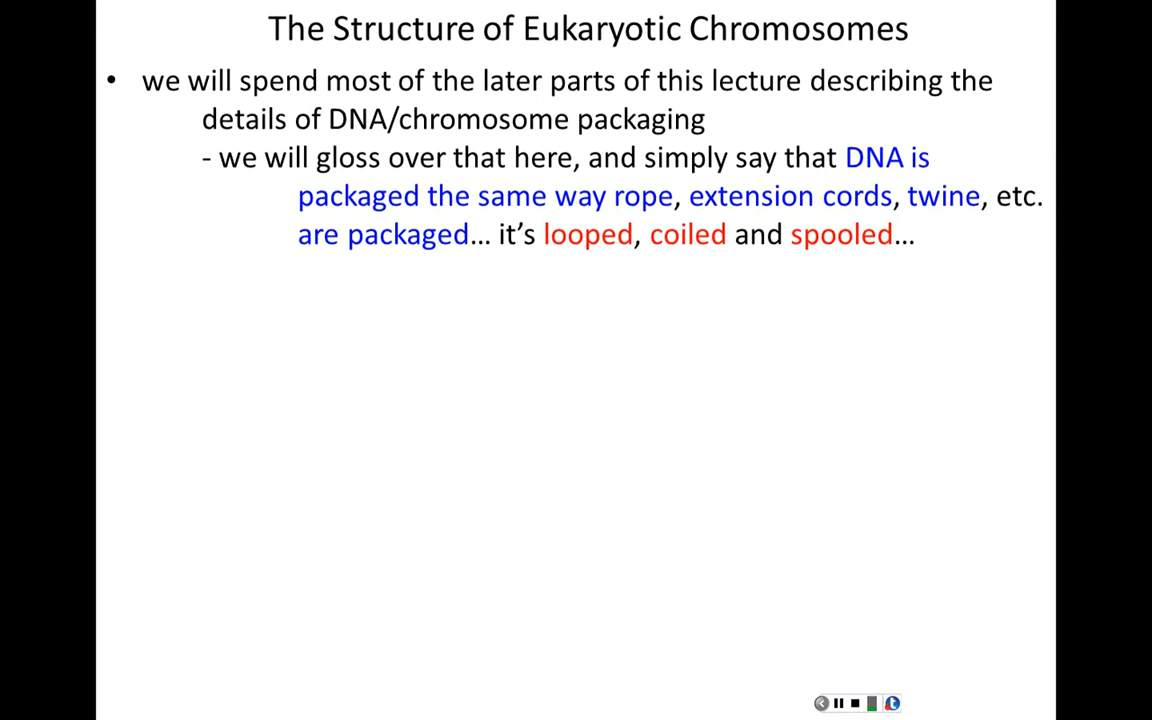 The Structure of Eukaryotic Chromosomes
• we will spend most of the later parts of this lecture describing the
details of DNA/chromosome packaging
- we will gloss over that here, and simply say that DNA is
packaged the same way rope, extension cords, twine, etc.
are packaged… it’s looped, coiled and spooled…